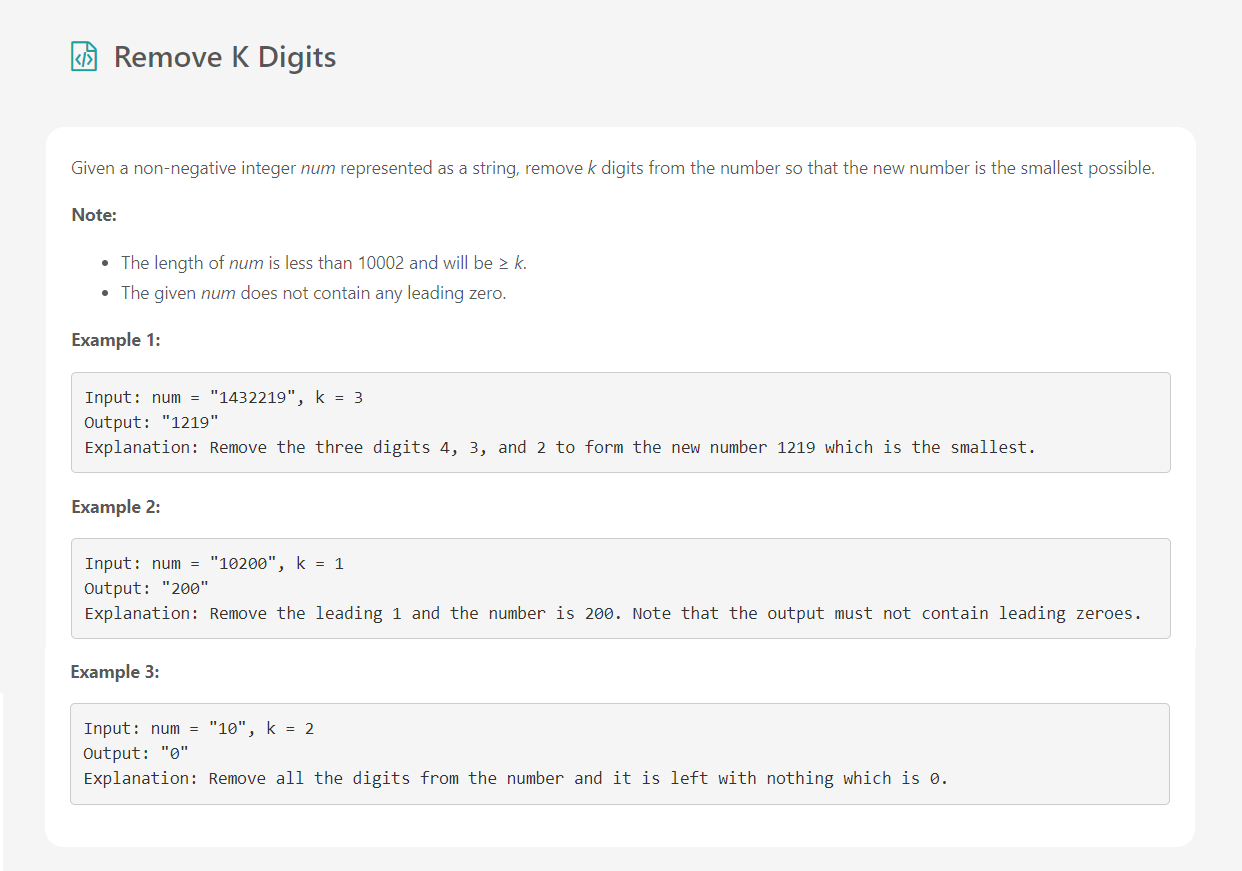 Remove K Digits
Given a non-negative integer num represented as a string, remove k digits from the number so that the new number is the smallest possible.
Note:
• The length of num is less than 10002 and will be ≥ k.
• The given num does not contain any leading zero.
Example 1:
Input: num = "1432219", k = 3
Output: "1219"
Explanation: Remove the three digits 4, 3, and 2 to form the new number 1219 which is the smallest.
Example 2:
Input: num = "10200", k = 1
Output: "200"
Explanation: Remove the leading 1 and the number is 200. Note that the output must not contain leading zeroes.
Example 3:
Input: num = "10", k = 2
Output: "0"
Explanation: Remove all the digits from the number and it is left with nothing which is 0.